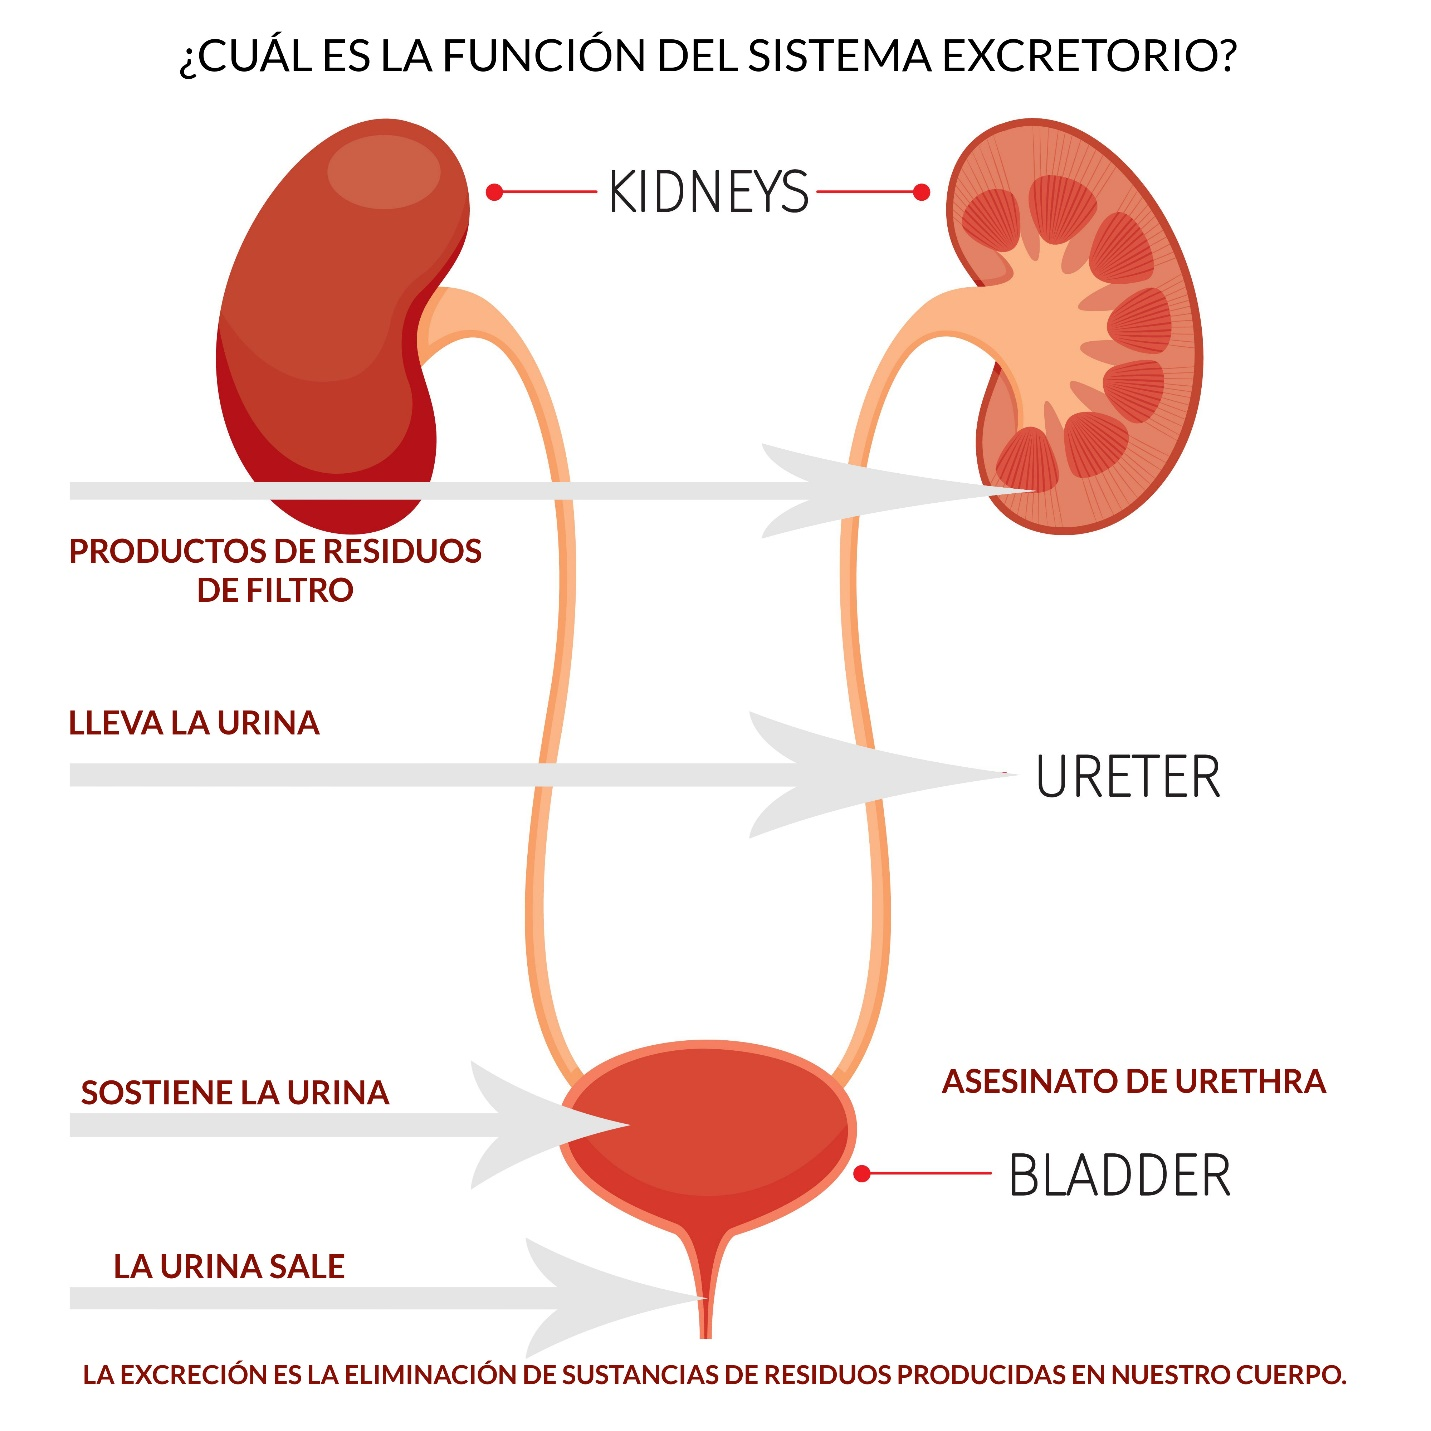 ¿CUÁL ES LA FUNCIÓN DEL SISTEMA EXCRETORIO?
KIDNEYS
PRODUCTOS DE RESIDUOS
DE FILTRO
LLEVA LA URINA
URETER
SOSTIENE LA URINA
ASESINATO DE URETHRA
BLADDER
LA URINA SALE
LA EXCRECIÓN ES LA ELIMINACIÓN DE SUSTANCIAS DE RESIDUOS PRODUCIDAS EN NUESTRO CUERPO.